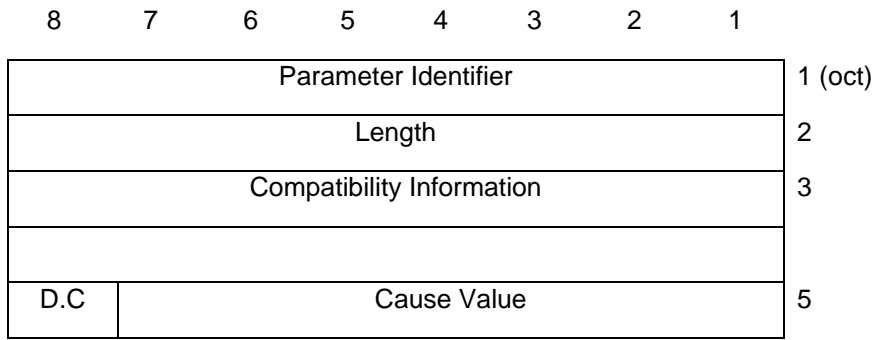 8 7 6 5 4 3 2 1
Parameter Identifier 1 (oct)
Length 2
Compatibility Information 3
D.C Cause Value 5